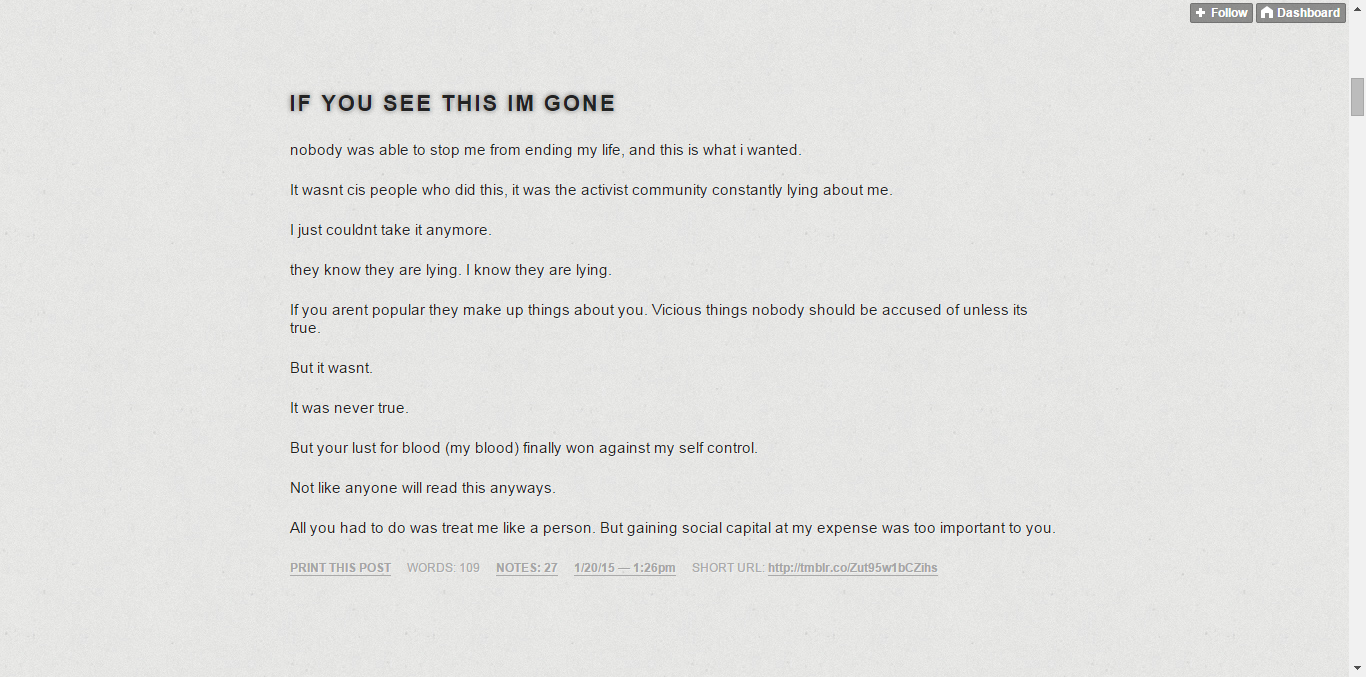 Follow
Dashboard
IF YOU SEE THIS IM GONE
nobody was able to stop me from ending my life, and this is what i wanted.
It wasnt cis people who did this, it was the activist community constantly lying about me.
I just couldnt take it anymore.
they know they are lying. I know they are lying.
If you arent popular they make up things about you. Vicious things nobody should be accused of unless its
true.
But it wasnt.
It was never true.
But your lust for blood (my blood) finally won against my self control.
Not like anyone will read this anyways.
All you had to do was treat me like a person. But gaining social capital at my expense was too important to you.
PRINT THIS POST WORDS: 109 NOTES: 27 1/20/15 — 1:26pm SHORT URL: http://tmblr.co/Zut95w1bCZihs